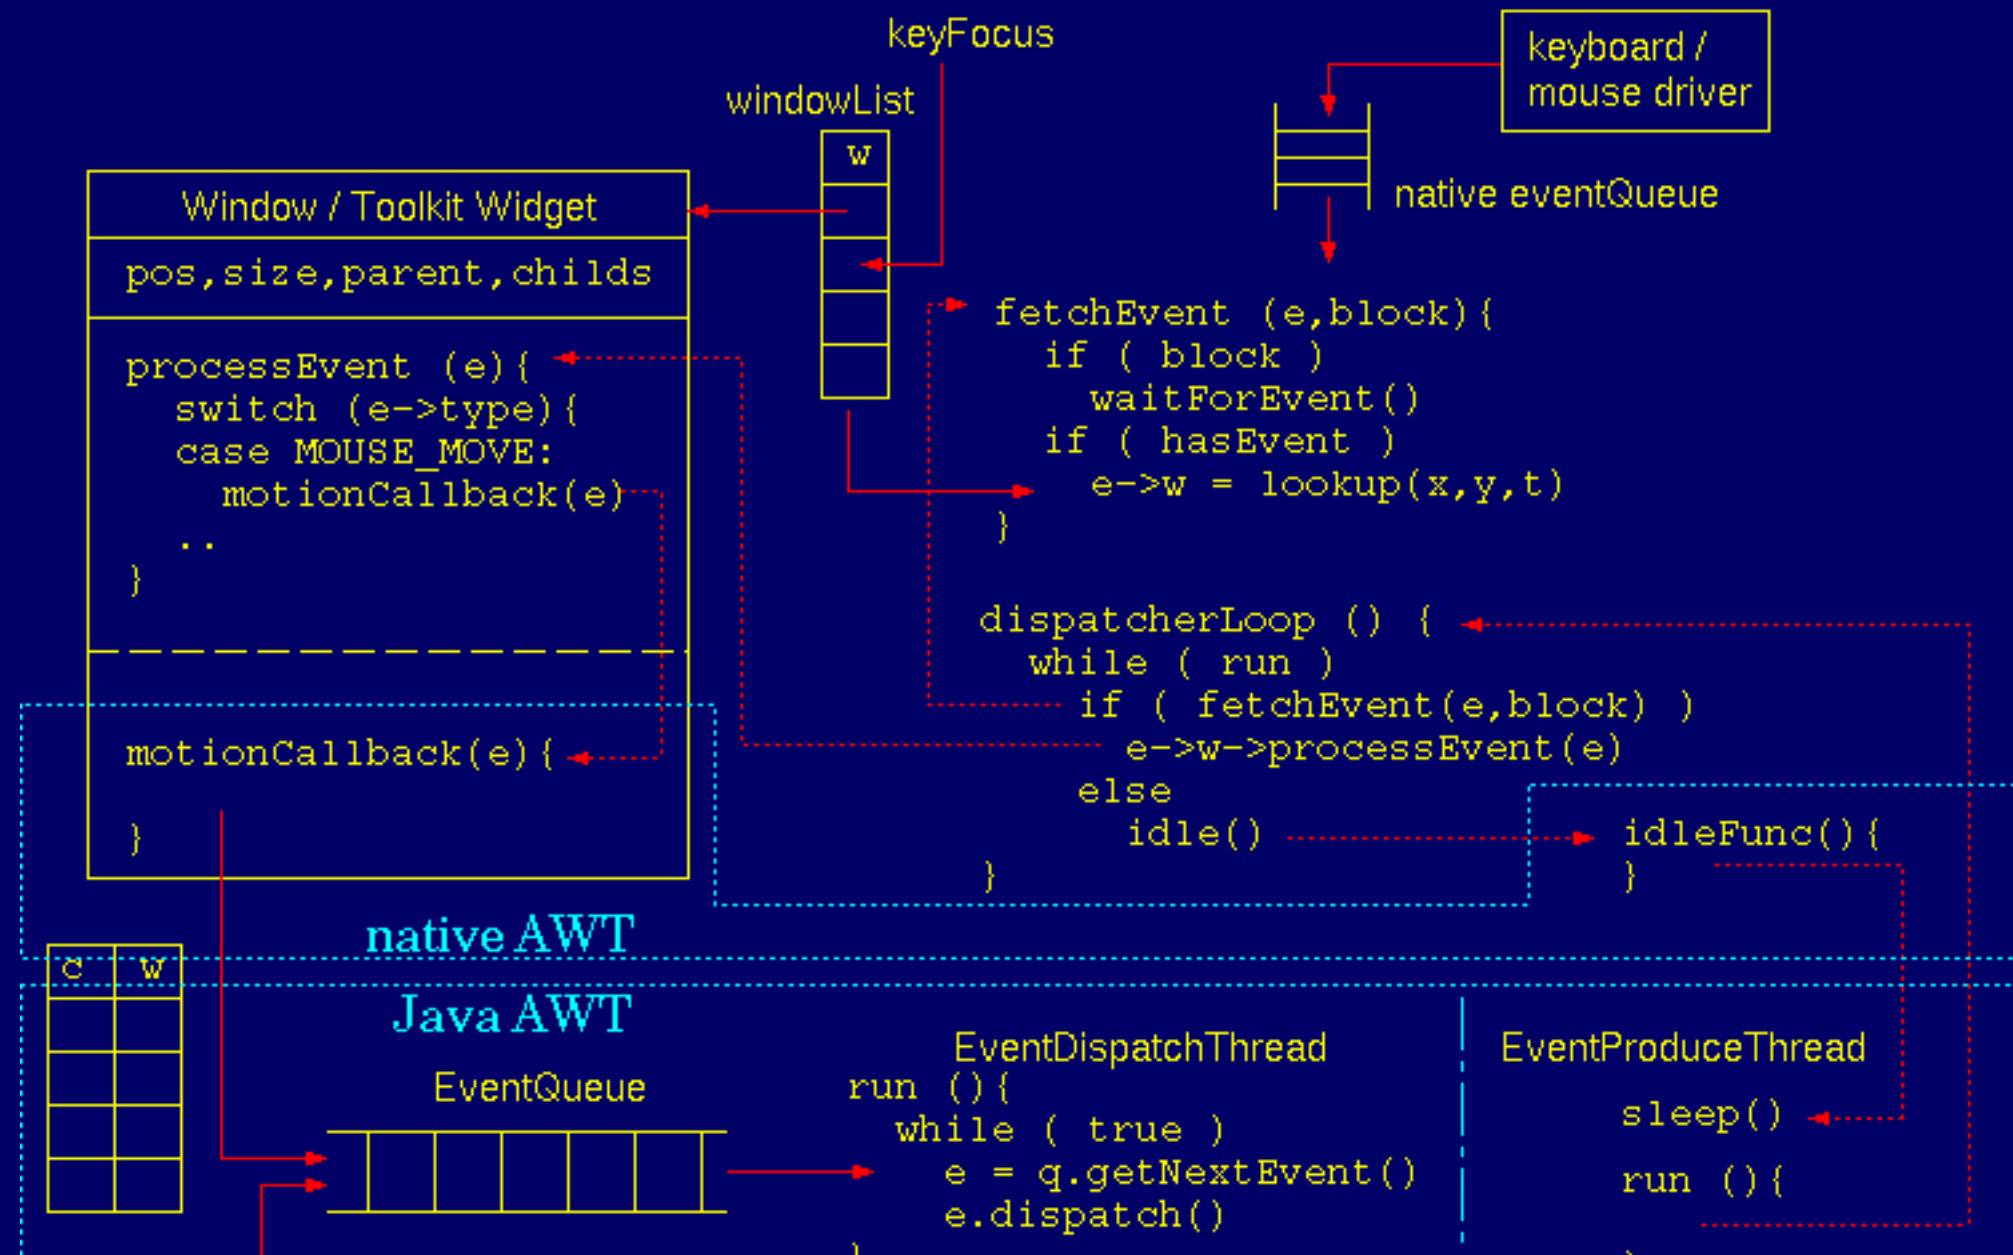 keyFocus
windowList
w
keyboard /
mouse driver
native eventQueue
Window / Toolkit Widget
pos,size,parent,childs
processEvent (e){
switch (e->type){
case MOUSE_MOVE:
motionCallback(e)
..
}
motionCallback(e){
}
fetchEvent (e,block){
if ( block )
waitForEvent()
if ( hasEvent )
e->w = lookup(x,y,t)
}
dispatcherLoop () {
while ( run )
if ( fetchEvent(e,block) )
e->w->processEvent(e)
else
idle()
}
idleFunc(){
}
native AWT
c w
Java AWT
EventQueue
EventDispatchThread
run (){
while ( true )
e = q.getNextEvent()
e.dispatch()
EventProduceThread
sleep()
run (){